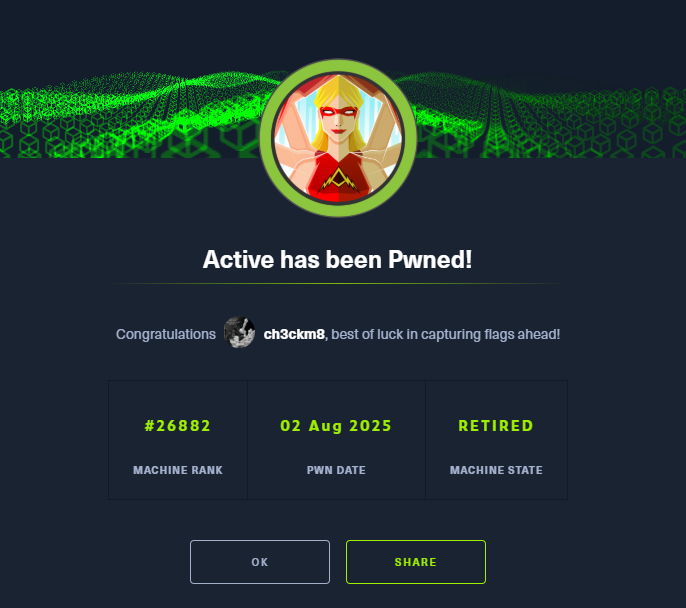 Active has been Pwned!
Congratulations ch3ckm8, best of luck in capturing flags ahead!
#26882 02 Aug 2025 RETIRED
MACHINE RANK PWN DATE MACHINE STATE
OK SHARE